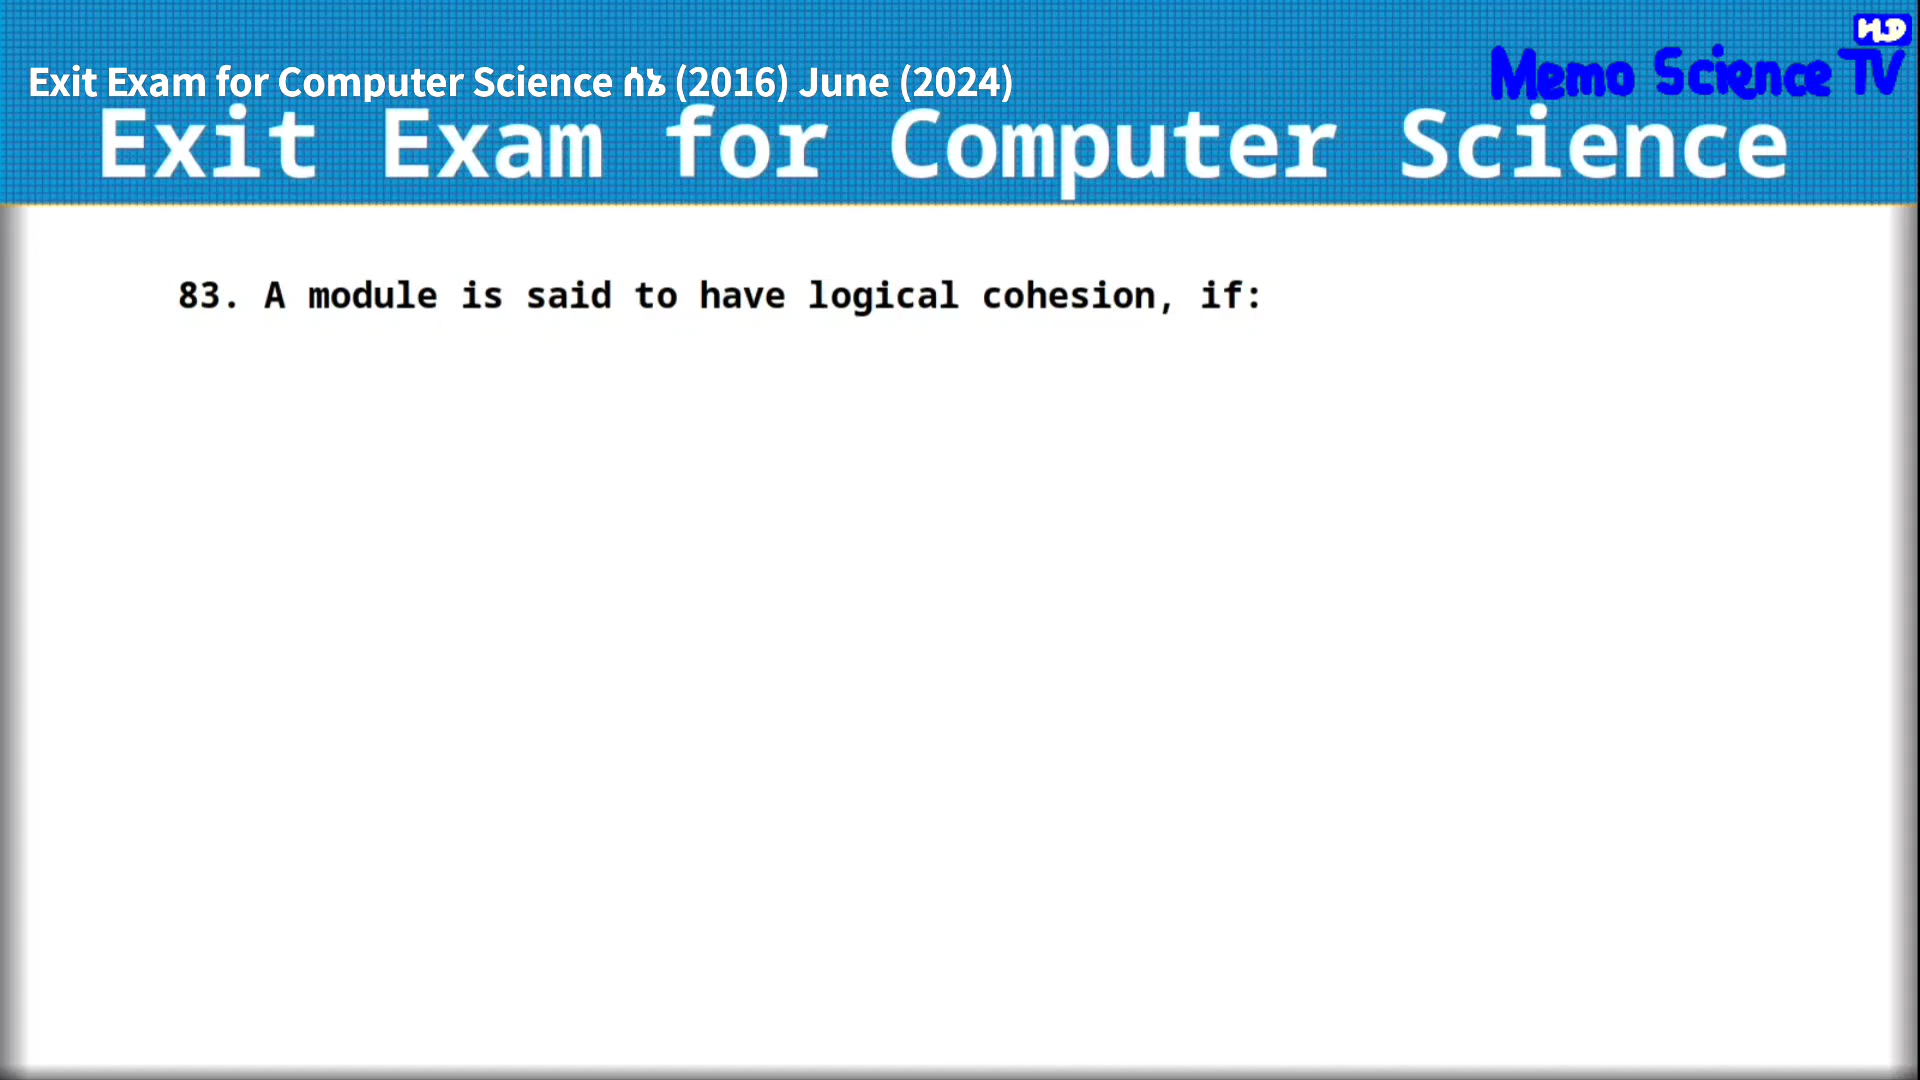 HD
Memo Science TV
Exit Exam for Computer Science ሰኔ (2016) June (2024)
Exit Exam for Computer Science
83. A module is said to have logical cohesion, if: